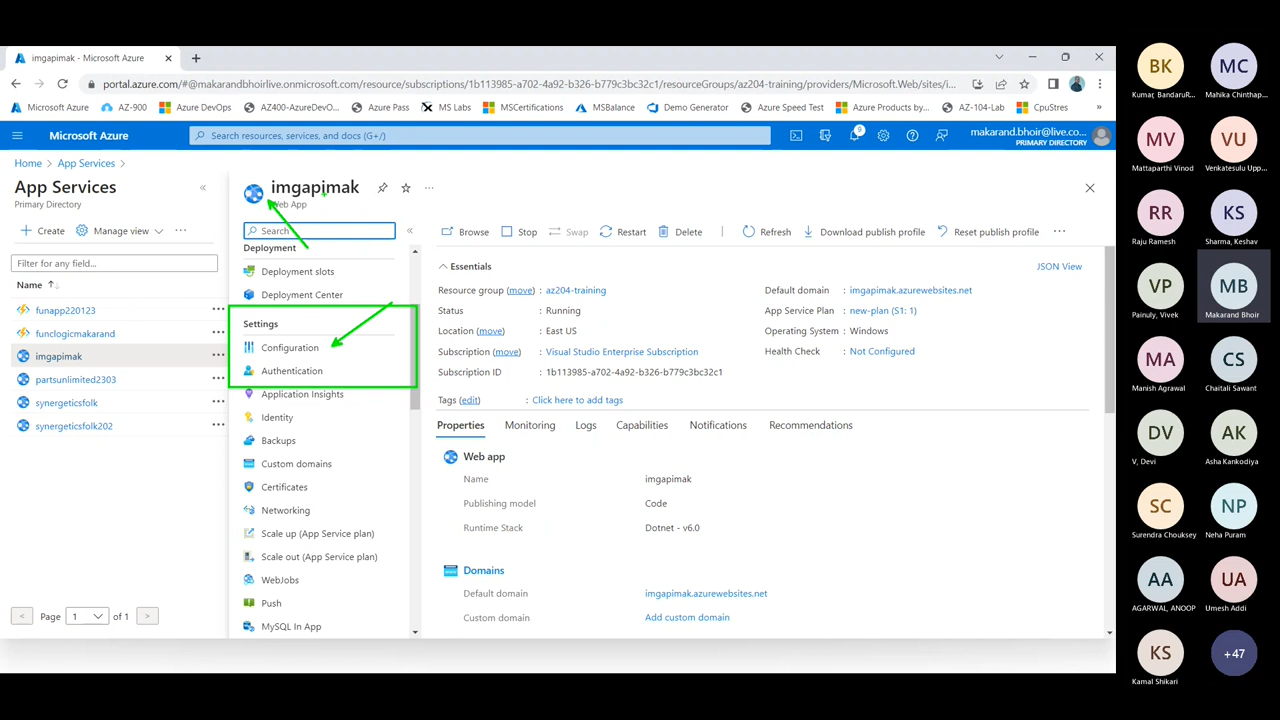 imgapimak - Microsoft Azure
portal.azure.com/#@makarandbhoirlive.onmicrosoft.com/resource/subscriptions/1b113985-a702-4a92-b326-b779c3bc32c1/resourceGroups/az204-training/providers/Microsoft.Web/sites/i...
Microsoft Azure
AZ-900
Azure DevOps
AZ400-AzureDevO...
Azure Pass
MS Labs
MSCertifications
MSBalance
Demo Generator
Azure Speed Test
Azure Products by...
AZ-104-Lab
CpuStres
»
Microsoft Azure
Search resources, services, and docs (G+/)
9
makarand.bhoir@live.co...
PRIMARY DIRECTORY
Home > App Services >
App Services
Primary Directory
«
+ Create
Manage view
...
Filter for any field...
Name ↑↓
funapp220123 ...
funclogicmakarand ...
imgapimak ...
partsunlimited2303 ...
synergeticsfolk ...
synergeticsfolk202 ...
< Page 1 of 1 >
imgapimak
...
Web App
Search
«
Deployment
Deployment slots
Deployment Center
Settings
Configuration
Authentication
Application Insights
Identity
Backups
Custom domains
Certificates
Networking
Scale up (App Service plan)
Scale out (App Service plan)
WebJobs
Push
MySQL In App
Browse
Stop
Swap
Restart
Delete
Refresh
Download publish profile
Reset publish profile
...
Essentials
JSON View
Resource group (move) : az204-training
Status : Running
Location (move) : East US
Subscription (move) : Visual Studio Enterprise Subscription
Subscription ID : 1b113985-a702-4a92-b326-b779c3bc32c1
Default domain : imgapimak.azurewebsites.net
App Service Plan : new-plan (S1: 1)
Operating System : Windows
Health Check : Not Configured
Tags (edit) : Click here to add tags
Properties
Monitoring
Logs
Capabilities
Notifications
Recommendations
Web app
Name imgapimak
Publishing model Code
Runtime Stack Dotnet - v6.0
Domains
Default domain imgapimak.azurewebsites.net
Custom domain Add custom domain
BK
Kumar, BandaruR...
MC
Mahika Chinthap...
MV
Mattaparthi Vinod
VU
Venkatesulu Upp...
RR
Raju Ramesh
KS
Sharma, Keshav
VP
Painuly, Vivek
MB
Makarand Bhoir
MA
Manish Agrawal
CS
Chaitali Sawant
DV
V, Devi
AK
Asha Kankodiya
SC
Surendra Chouksey
NP
Neha Puram
AA
AGARWAL, ANOOP
UA
Umesh Addi
KS
Kamal Shikari
+47